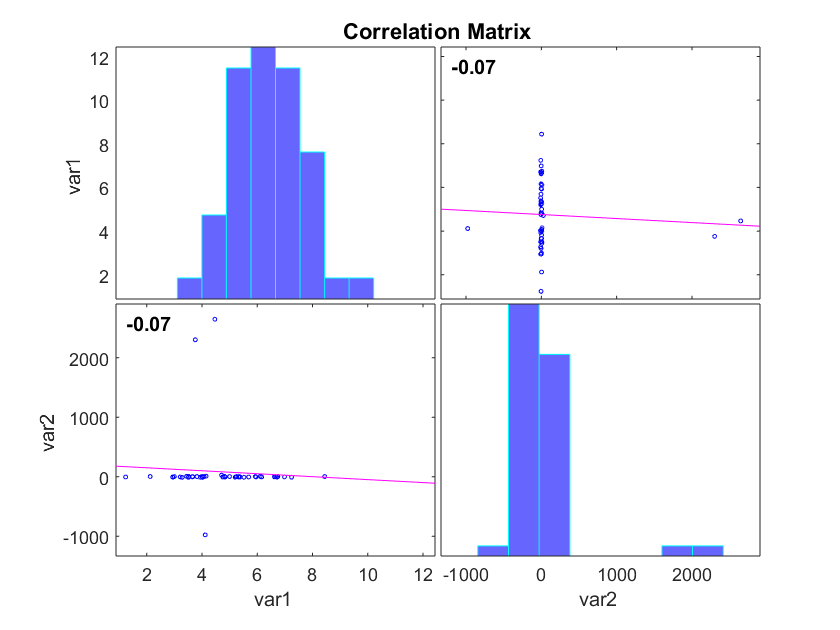 Correlation Matrix
12
10
8
6
4
2
var1
-0.07
-0.07
2000
1000
0
-1000
var2
2 4 6 8 10 12
-1000 0 1000 2000
var1
var2